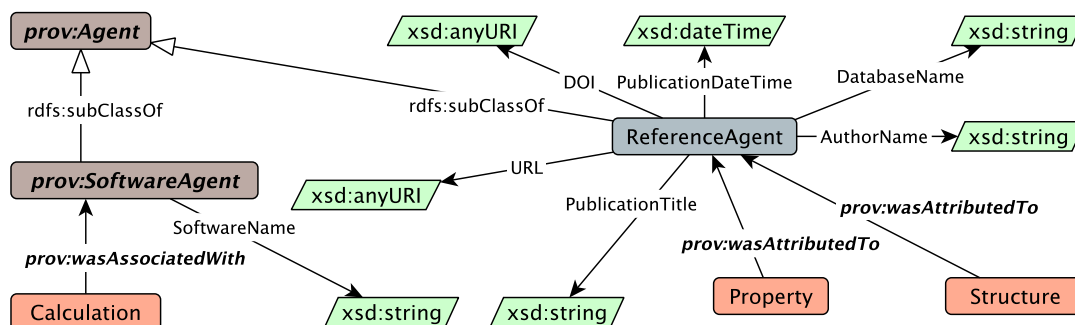 prov:Agent
xsd:anyURI
xsd:dateTime
xsd:string
DOI
PublicationDateTime
DatabaseName
rdfs:subClassOf
rdfs:subClassOf
ReferenceAgent
AuthorName
xsd:string
URL
prov:SoftwareAgent
xsd:anyURI
PublicationTitle
prov:wasAttributedTo
SoftwareName
prov:wasAttributedTo
prov:wasAssociatedWith
Property
Structure
Calculation
xsd:string
xsd:string